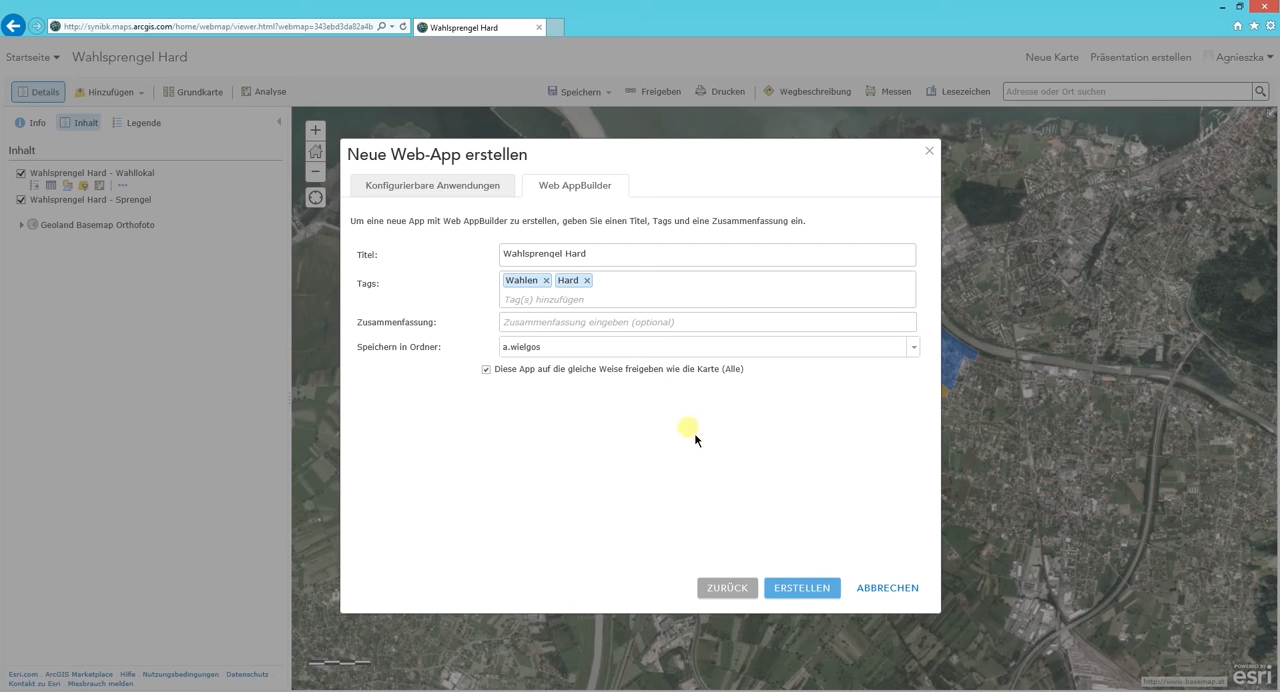 http://synibk.maps.arcgis.com/home/webmap/viewer.html?webmap=343ebd3da82a4b
Wahlsprengel Hard
Startseite
Wahlsprengel Hard
Neue Karte
Präsentation erstellen
Agnieszka
Details
Hinzufügen
Grundkarte
Analyse
Speichern
Freigeben
Drucken
Wegbeschreibung
Messen
Lesezeichen
Adresse oder Ort suchen
Info
Inhalt
Legende
Inhalt
Wahlsprengel Hard - Wahllokal
Wahlsprengel Hard - Sprengel
Geoland Basemap Orthofoto
Neue Web-App erstellen
Konfigurierbare Anwendungen
Web AppBuilder
Um eine neue App mit Web AppBuilder zu erstellen, geben Sie einen Titel, Tags und eine Zusammenfassung ein.
Titel:
Wahlsprengel Hard
Tags:
Wahlen
Hard
Tag(s) hinzufügen
Zusammenfassung:
Zusammenfassung eingeben (optional)
Speichern in Ordner:
a.wielgos
Diese App auf die gleiche Weise freigeben wie die Karte (Alle)
ZURÜCK
ERSTELLEN
ABBRECHEN
Esri.com
ArcGIS Marketplace
Hilfe
Nutzungsbedingungen
Datenschutz
Kontakt zu Esri
Missbrauch melden
http://www.basemap.at
POWERED BY
esri